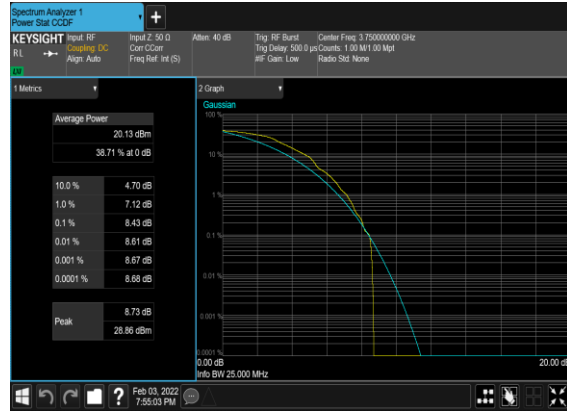 Spectrum Analyzer 1
Power Stat CCDF
KEYSIGHT Input: RF Input Z: 50 Ω Atten: 40 dB Trig: RF Burst Center Freq: 3.750000000 GHz
RL Coupling: DC Corr CCorr Trig Delay: 500.0 µs Counts: 1.00 M/1.00 Mpt
Align: Auto Freq Ref: Int (S) #IF Gain: Low Radio Std: None
1 Metrics
2 Graph
Average Power
20.13 dBm
38.71 % at 0 dB
10.0 % 4.70 dB
1.0 % 7.12 dB
0.1 % 8.43 dB
0.01 % 8.61 dB
0.001 % 8.67 dB
0.0001 % 8.68 dB
Peak 8.73 dB
28.86 dBm
Gaussian
100 %
10 %
1 %
0.1 %
0.01 %
0.001 %
0.0001 %
0.00 dB 20.00 dB
Info BW 25.000 MHz
? Feb 03, 2022
7:55:03 PM